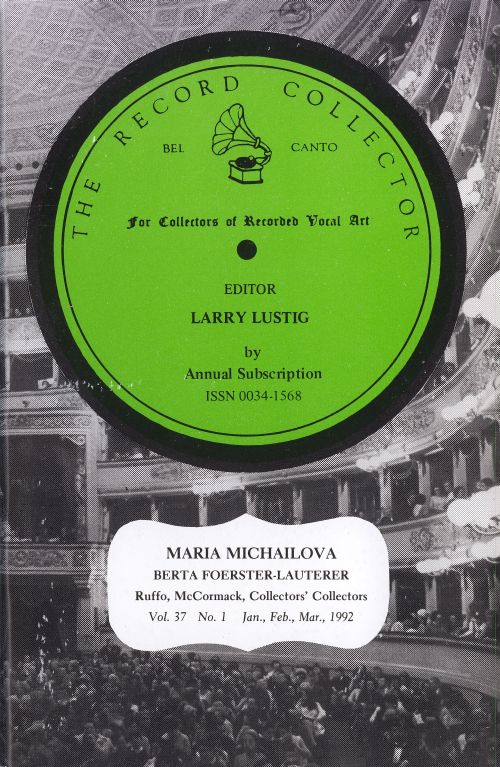 THE RECORD COLLECTOR
BEL CANTO
For Collectors of Recorded Vocal Art
EDITOR
LARRY LUSTIG
by
Annual Subscription
ISSN 0034-1568
MARIA MICHAILOVA
BERTA FOERSTER-LAUTERER
Ruffo, McCormack, Collectors' Collectors
Vol. 37 No. 1 Jan., Feb., Mar., 1992